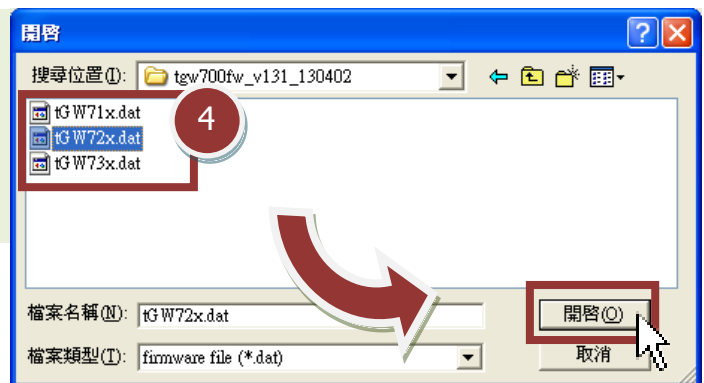 開啓
搜尋位置(I): tgw700fw_v131_130402
tGW71x.dat
4
tGW72x.dat
tGW73x.dat
檔案名稱(N): tGW72x.dat
開啓(O)
檔案類型(T): firmware file (*.dat)
取消